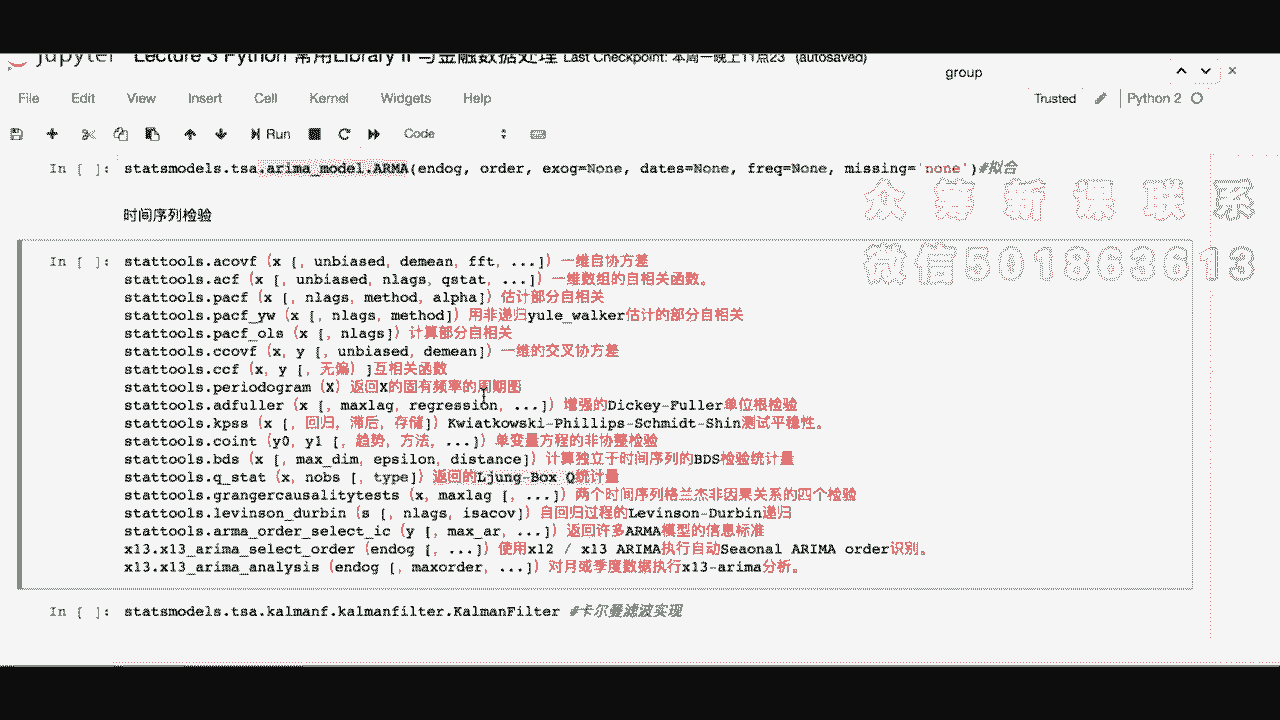 jupyter Lecture 3 Python 常用Library II 与金融数据处理 Last Checkpoint: 本周一晚上11点23 (autosaved)
group
File Edit View Insert Cell Kernel Widgets Help
Trusted Python 2
Run Code
In [ ]: statsmodels.tsa.arima_model.ARMA(endog, order, exog=None, dates=None, freq=None, missing='none')#拟合
时间序列检验
In [ ]: stattools.acovf (x [, unbiased, demean, fft, ...]) 一维自协方差
stattools.acf (x [, unbiased, nlags, qstat, ...]) 一维数组的自相关函数。
stattools.pacf (x [, nlags, method, alpha]) 估计部分自相关
stattools.pacf_yw (x [, nlags, method]) 用非递归yule_walker估计的部分自相关
stattools.pacf_ols (x [, nlags]) 计算部分自相关
stattools.ccovf (x, y [, unbiased, demean]) 一维的交叉协方差
stattools.ccf (x, y [, 无偏) ]互相关函数
stattools.periodogram (x) 返回X的固有频率的周期图
stattools.adfuller (x [, maxlag, regression, ...]) 增强的Dickey-Fuller单位根检验
stattools.kpss (x [, 回归, 滞后, 存储]) Kwiatkowski-Phillips-Schmidt-Shin测试平稳性。
stattools.coint (y0, y1 [, 趋势, 方法, ...]) 单变量方程的非协整检验
stattools.bds (x [, max_dim, epsilon, distance]) 计算独立于时间序列的BDS检验统计量
stattools.q_stat (x, nobs [, type]) 返回的Ljung-Box Q统计量
stattools.grangercausalitytests (x, maxlag [, ...]) 两个时间序列格兰杰非因果关系的四个检验
stattools.levinson_durbin (s [, nlags, isacov]) 自回归过程的Levinson-Durbin递归
stattools.arma_order_select_ic (y [, max_ar, ...]) 返回许多ARMA模型的信息标准
x13.x13_arima_select_order (endog [, ...]) 使用x12 / x13 ARIMA执行自动Seaonal ARIMA order识别。
x13.x13_arima_analysis (endog [, maxorder, ...]) 对月或季度数据执行x13-arima分析。
In [ ]: statsmodels.tsa.kalmanf.kalmanfilter.KalmanFilter #卡尔曼滤波实现
众筹新课联系
微信501863613